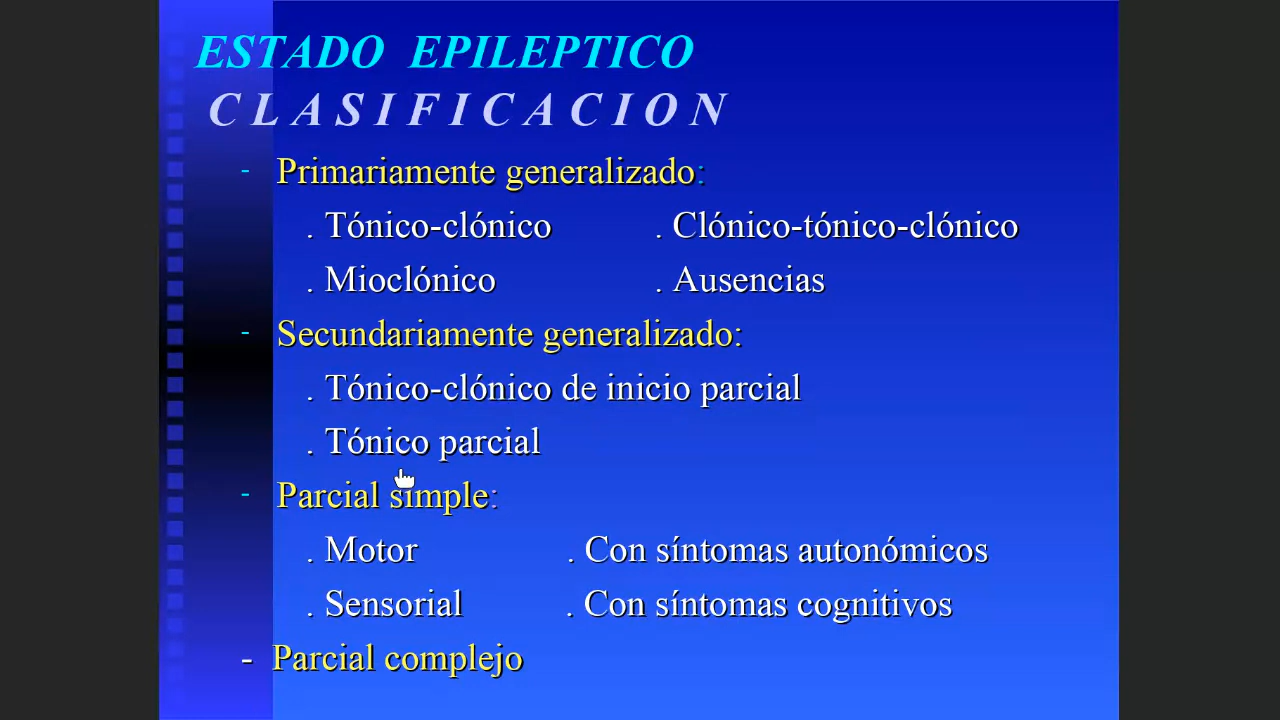 ESTADO EPILEPTICO
C L A S I F I C A C I O N
- Primariamente generalizado:
. Tónico-clónico . Clónico-tónico-clónico
. Mioclónico . Ausencias
- Secundariamente generalizado:
. Tónico-clónico de inicio parcial
. Tónico parcial
- Parcial simple:
. Motor . Con síntomas autonómicos
. Sensorial . Con síntomas cognitivos
- Parcial complejo